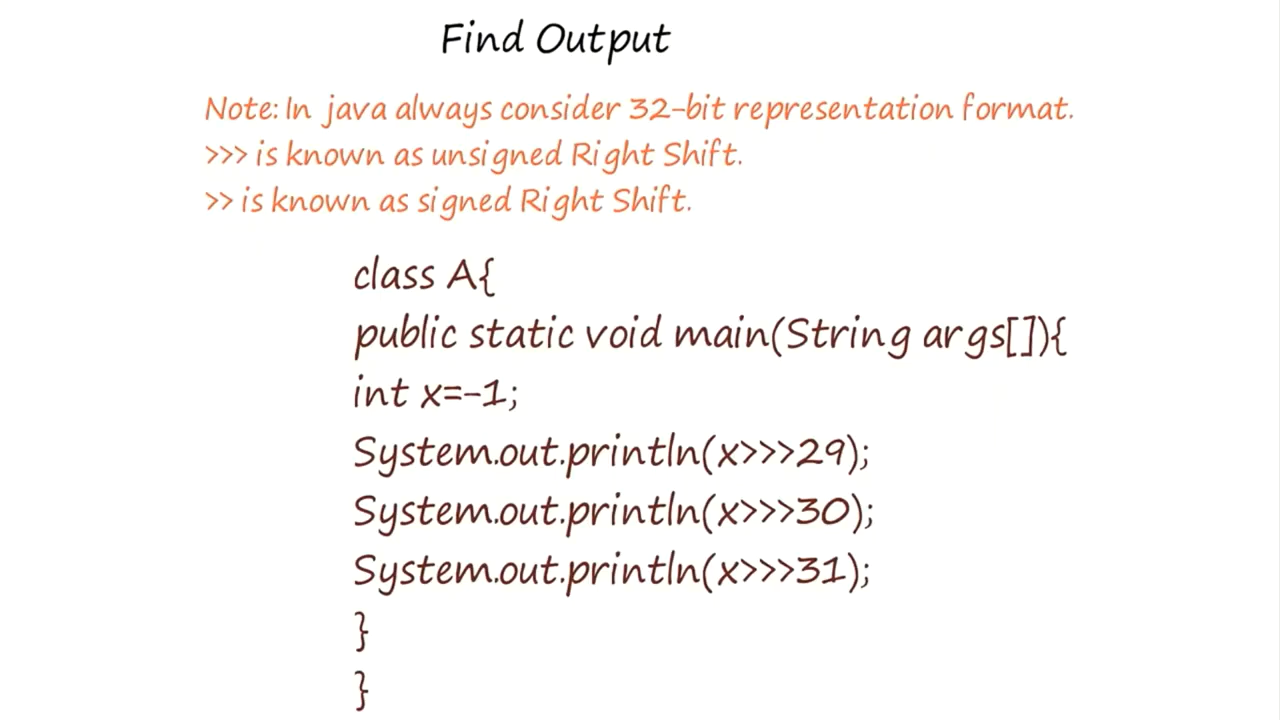 Find Output
Note: In java always consider 32-bit representation format.
>>> is known as unsigned Right Shift.
>> is known as signed Right Shift.
class A{
public static void main(String args[]){
int x=-1;
System.out.println(x>>>29);
System.out.println(x>>>30);
System.out.println(x>>>31);
}
}